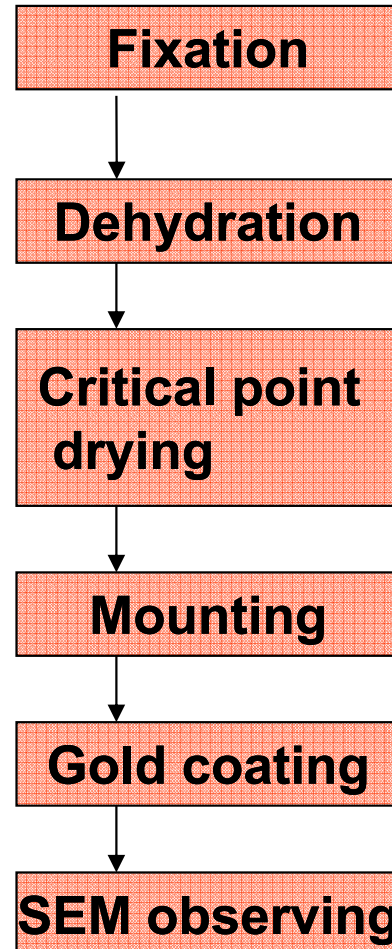 Fixation
Dehydration
Critical point
drying
Mounting
Gold coating
SEM observing